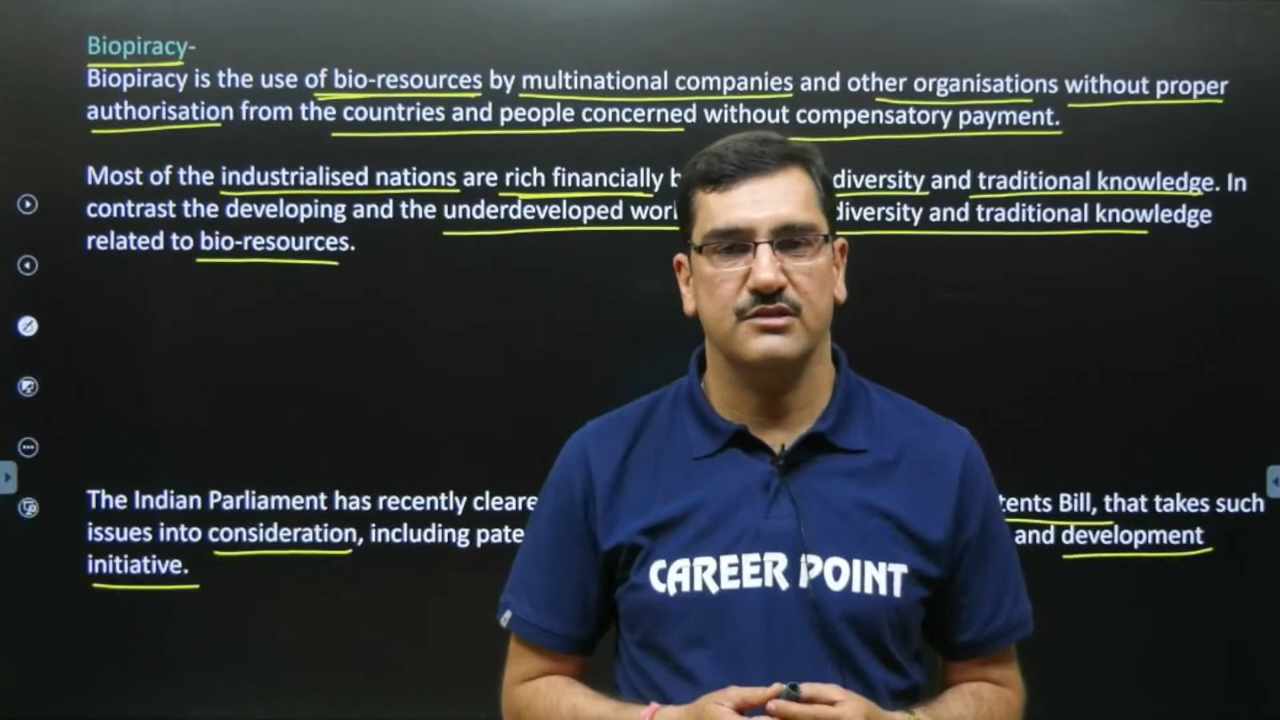 Biopiracy-
Biopiracy is the use of bio-resources by multinational companies and other organisations without proper
authorisation from the countries and people concerned without compensatory payment.
Most of the industrialised nations are rich financially diversity and traditional knowledge. In
contrast the developing and the underdeveloped diversity and traditional knowledge
related to bio-resources.
The Indian Parliament has recently Bill, that takes such
issues into consideration, including and development
initiative.
CAREER POINT